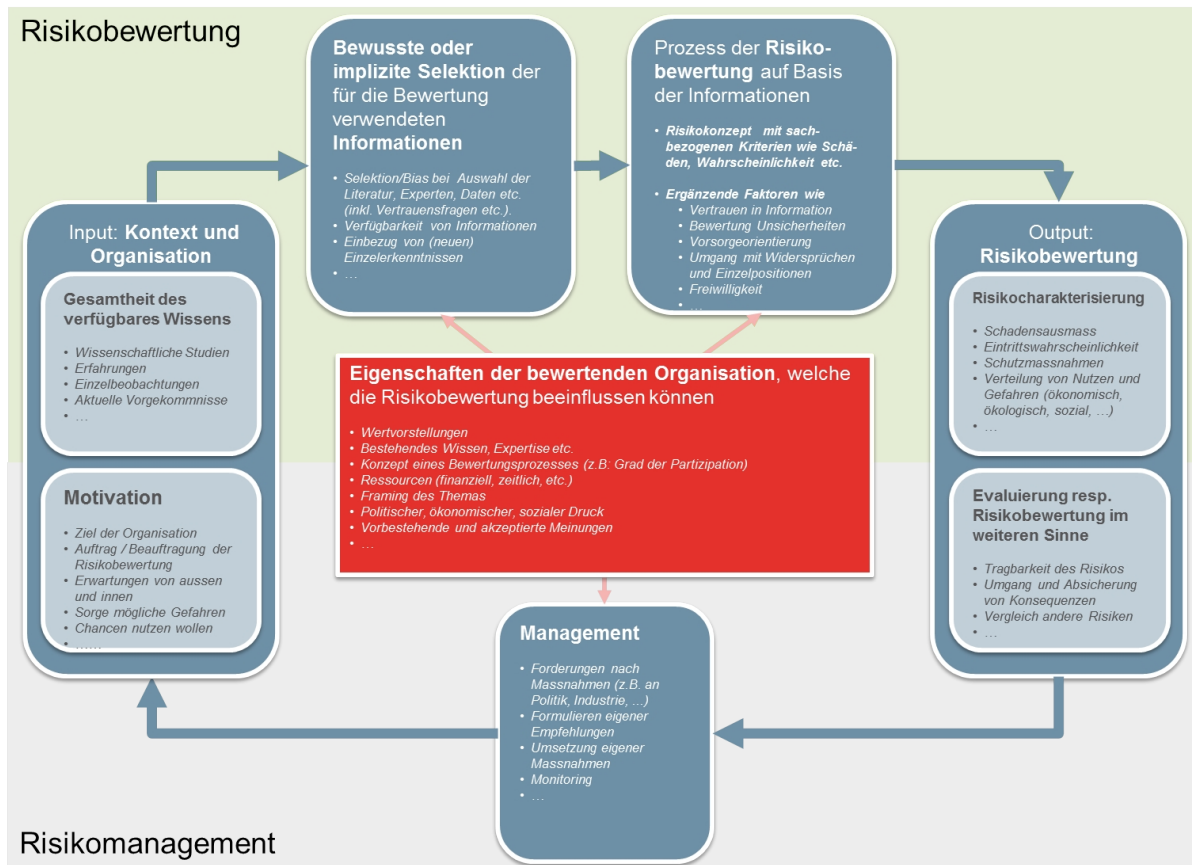 Risikobewertung
Bewusste oder
implizite Selektion der
für die Bewertung
verwendeten
Informationen
• Selektion/Bias bei Auswahl der
Literatur, Experten, Daten etc.
(inkl. Vertrauensfragen etc.).
• Verfügbarkeit von Informationen
• Einbezug von (neuen)
Einzelerkenntnissen
• …
Prozess der Risiko-
bewertung auf Basis
der Informationen
• Risikokonzept mit sach-
bezogenen Kriterien wie Schä-
den, Wahrscheinlichkeit etc.
• Ergänzende Faktoren wie
• Vertrauen in Information
• Bewertung Unsicherheiten
• Vorsorgeorientierung
• Umgang mit Widersprüchen
und Einzelpositionen
• Freiwilligkeit
• …
Input: Kontext und
Organisation
Gesamtheit des
verfügbares Wissens
• Wissenschaftliche Studien
• Erfahrungen
• Einzelbeobachtungen
• Aktuelle Vorgekommnisse
• …
Motivation
• Ziel der Organisation
• Auftrag / Beauftragung der
Risikobewertung
• Erwartungen von aussen
und innen
• Sorge mögliche Gefahren
• Chancen nutzen wollen
• ……
Eigenschaften der bewertenden Organisation, welche
die Risikobewertung beeinflussen können
• Wertvorstellungen
• Bestehendes Wissen, Expertise etc.
• Konzept eines Bewertungsprozesses (z.B: Grad der Partizipation)
• Ressourcen (finanziell, zeitlich, etc.)
• Framing des Themas
• Politischer, ökonomischer, sozialer Druck
• Vorbestehende und akzeptierte Meinungen
• …
Output:
Risikobewertung
Risikocharakterisierung
• Schadensausmass
• Eintrittswahrscheinlichkeit
• Schutzmassnahmen
• Verteilung von Nutzen und
Gefahren (ökonomisch,
ökologisch, sozial, …)
• …
Evaluierung resp.
Risikobewertung im
weiteren Sinne
• Tragbarkeit des Risikos
• Umgang und Absicherung
von Konsequenzen
• Vergleich andere Risiken
• …
Management
• Forderungen nach
Massnahmen (z.B. an
Politik, Industrie, ...)
• Formulieren eigener
Empfehlungen
• Umsetzung eigener
Massnahmen
• Monitoring
• …
Risikomanagement